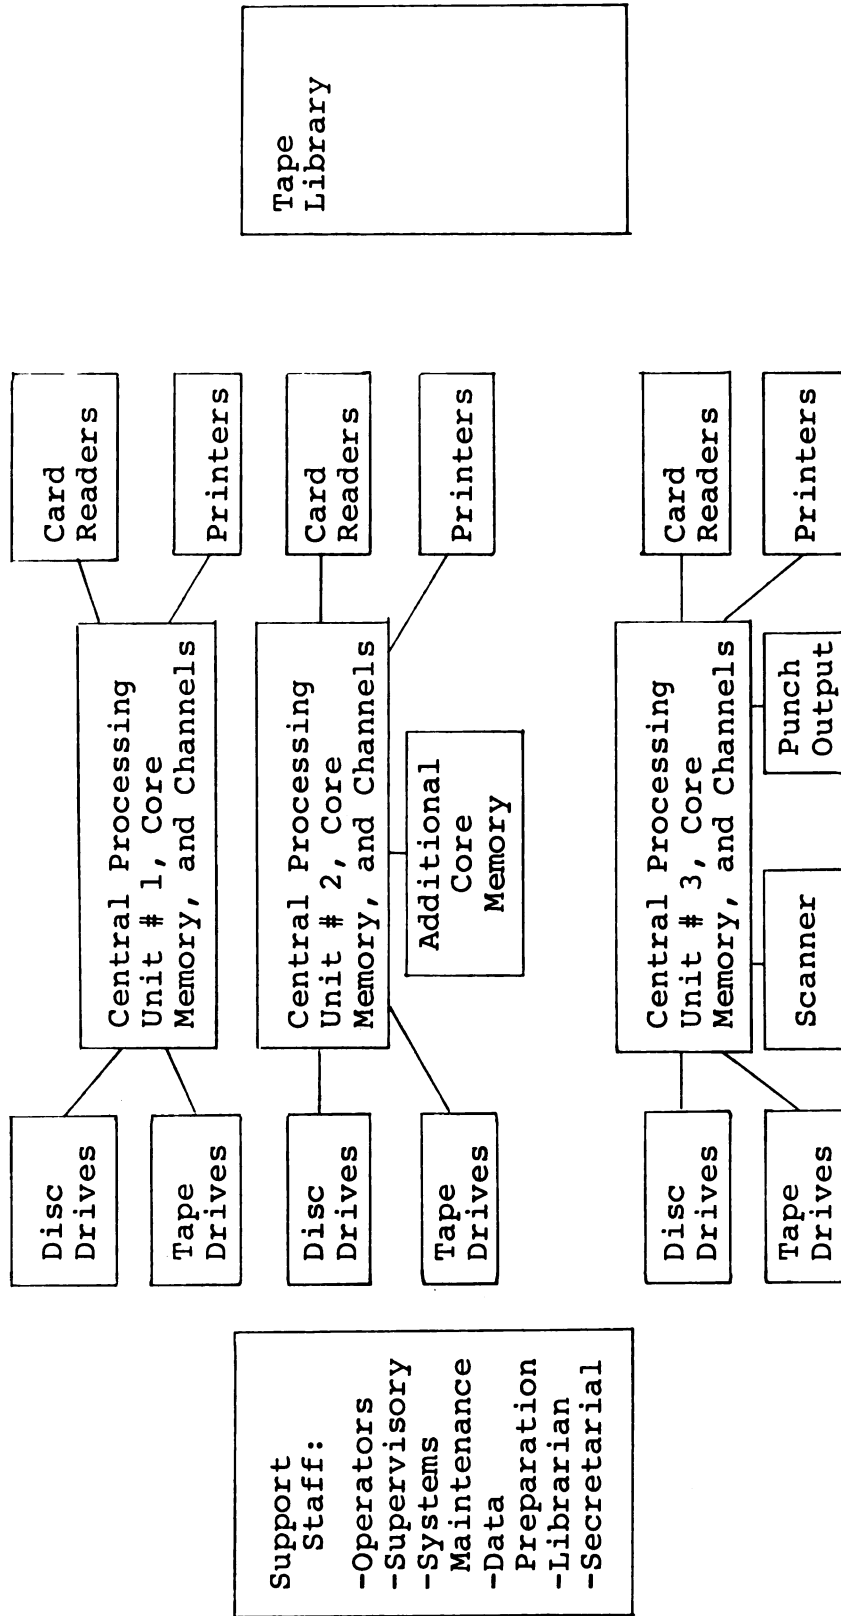 Support
Staff:
-Operators
-Supervisory
-Systems
Maintenance
-Data
Preparation
-Librarian
-Secretarial
Disc
Drives
Tape
Drives
Central Processing
Unit # 1, Core
Memory, and Channels
Card
Readers
Printers
Disc
Drives
Tape
Drives
Central Processing
Unit # 2, Core
Memory, and Channels
Additional
Core
Memory
Card
Readers
Printers
Disc
Drives
Tape
Drives
Central Processing
Unit # 3, Core
Memory, and Channels
Scanner
Punch
Output
Card
Readers
Printers
Tape
Library